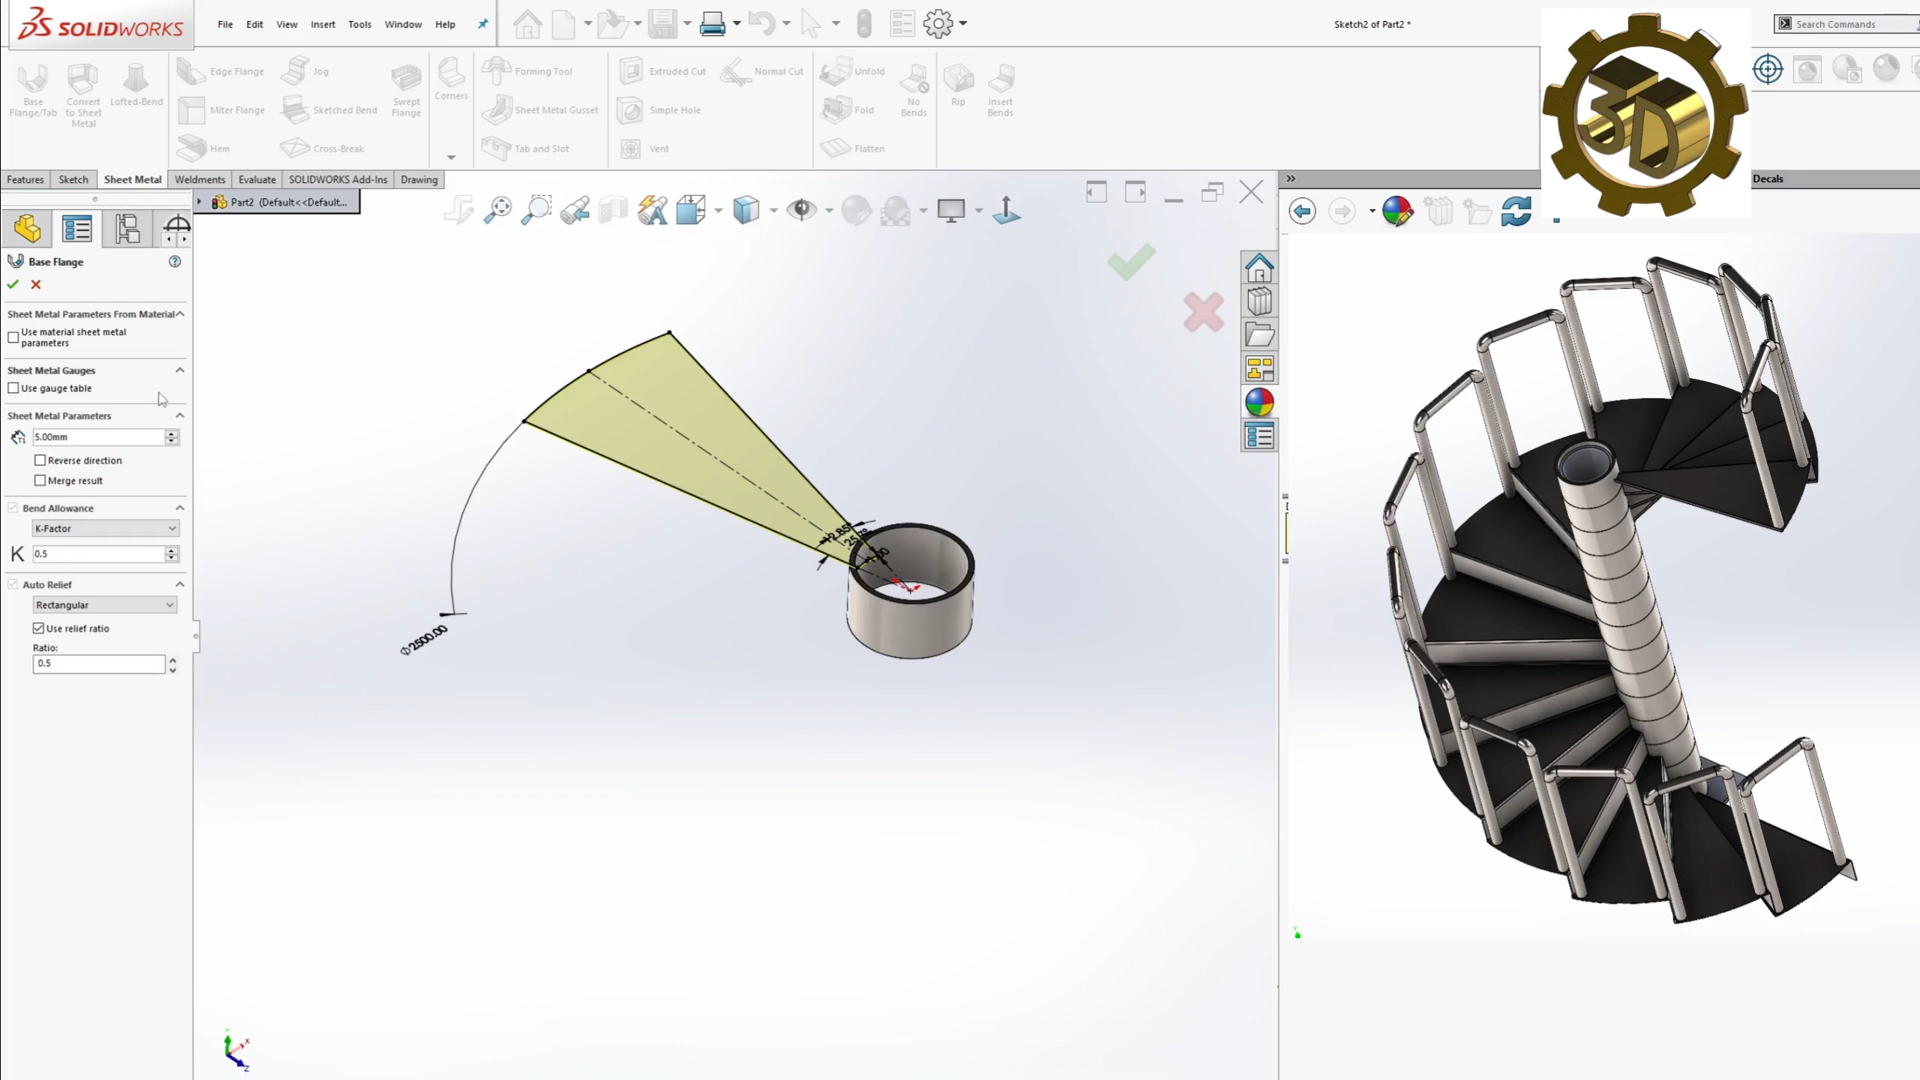 SOLIDWORKS
File Edit View Insert Tools Window Help
Sketch2 of Part2 *
Search Commands
3D
Base Flange/Tab
Convert to Sheet Metal
Lofted-Bend
Edge Flange
Miter Flange
Hem
Jog
Sketched Bend
Cross-Break
Swept Flange
Corners
Forming Tool
Sheet Metal Gusset
Tab and Slot
Extruded Cut
Simple Hole
Vent
Normal Cut
Unfold
Fold
Flatten
No Bends
Rip
Insert Bends
Features Sketch Sheet Metal Weldments Evaluate SOLIDWORKS Add-Ins Drawing
Decals
Part2 (Default<<Default...
Base Flange
Sheet Metal Parameters From Material
Use material sheet metal
parameters
Sheet Metal Gauges
Use gauge table
Sheet Metal Parameters
T1
5.00mm
Reverse direction
Merge result
Bend Allowance
K-Factor
K 0.5
Auto Relief
Rectangular
Use relief ratio
Ratio:
0.5
Φ2500.00
Y
X
Z